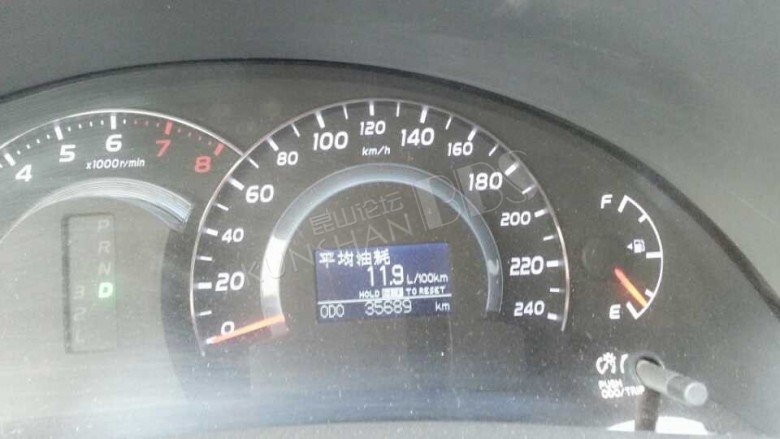 4 5 6 7 8
x1000r/min
P
R
N
D
3
2
L
0 20 40 60 80 100 120 140 160 180 200 220 240
km/h
昆山论坛
KUNSHAN BBS
平均油耗
11.9 L/100km
HOLD TO RESET
ODO 35689 km
F
E
PUSH
ODO/TRIP